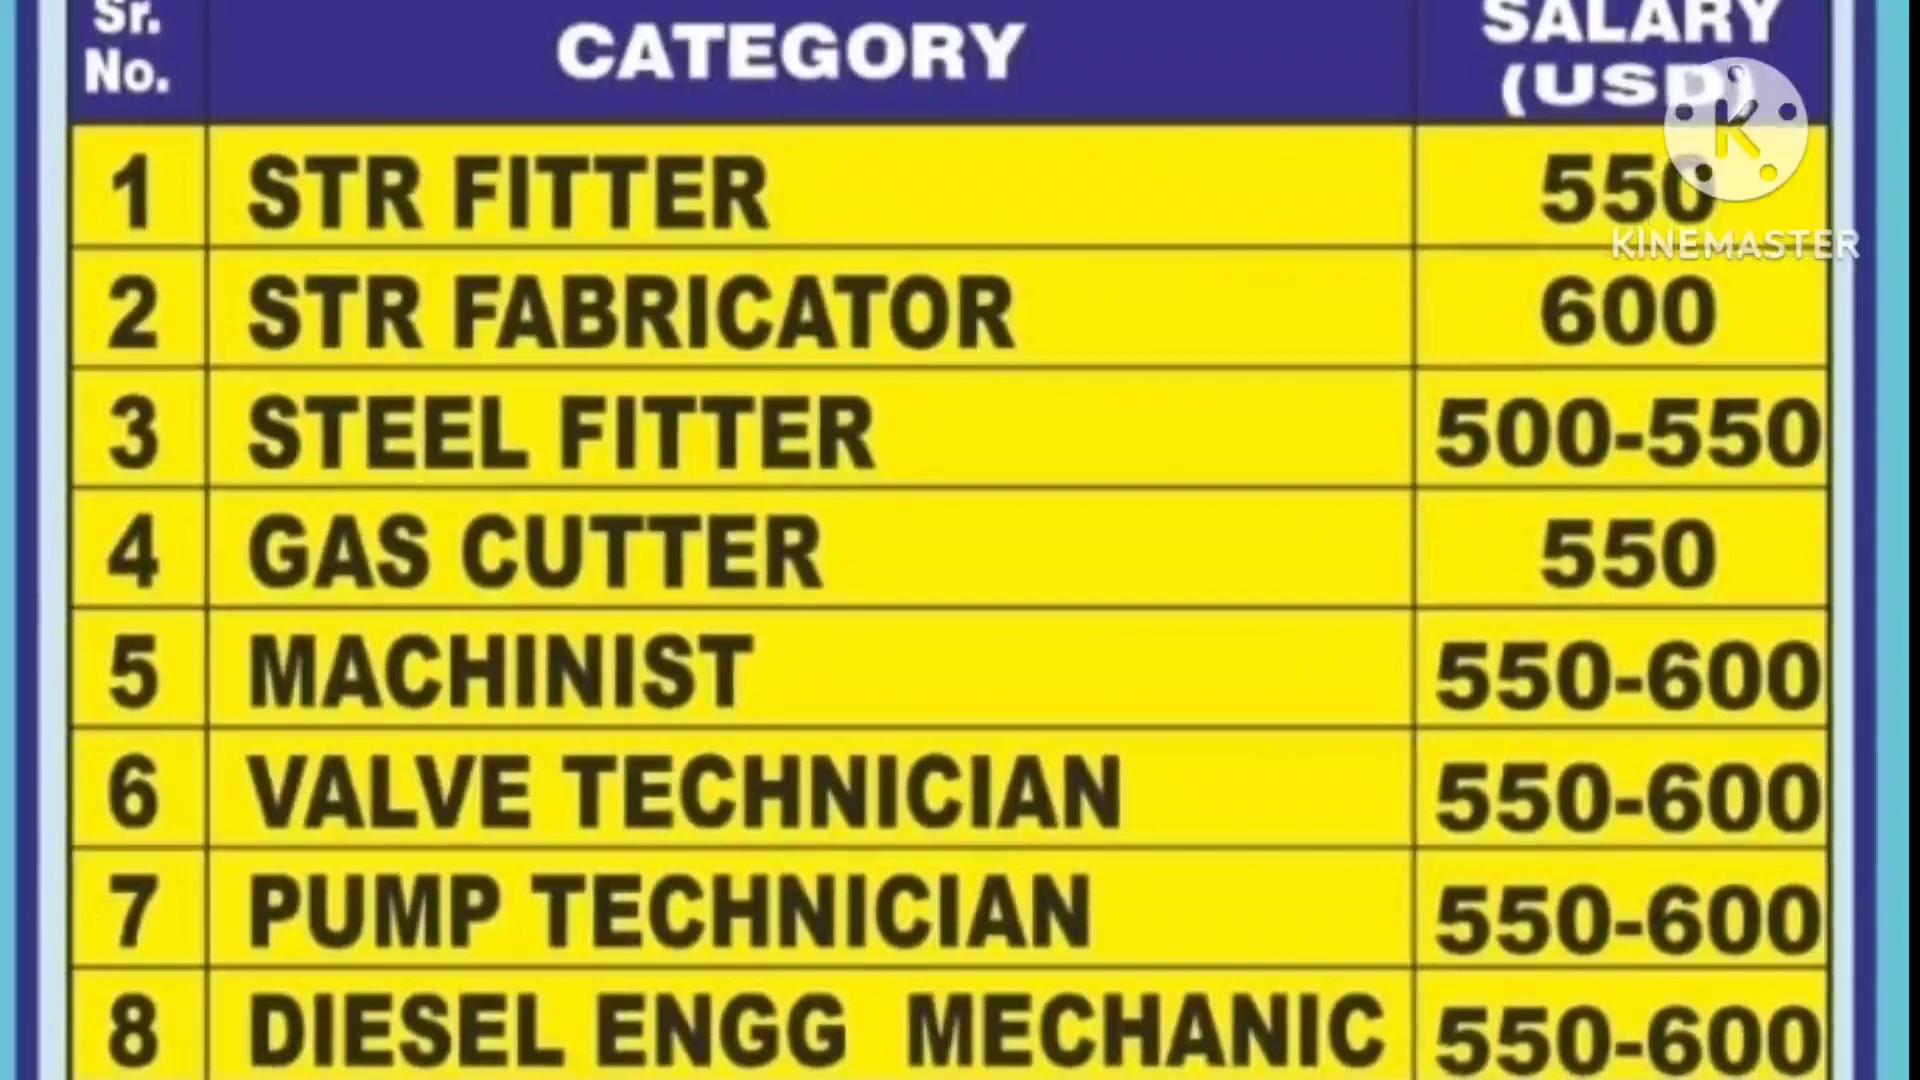 Sr. No.
CATEGORY
SALARY (USD)
1 STR FITTER 550
2 STR FABRICATOR 600
3 STEEL FITTER 500-550
4 GAS CUTTER 550
5 MACHINIST 550-600
6 VALVE TECHNICIAN 550-600
7 PUMP TECHNICIAN 550-600
8 DIESEL ENGG MECHANIC 550-600
K
KINEMASTER